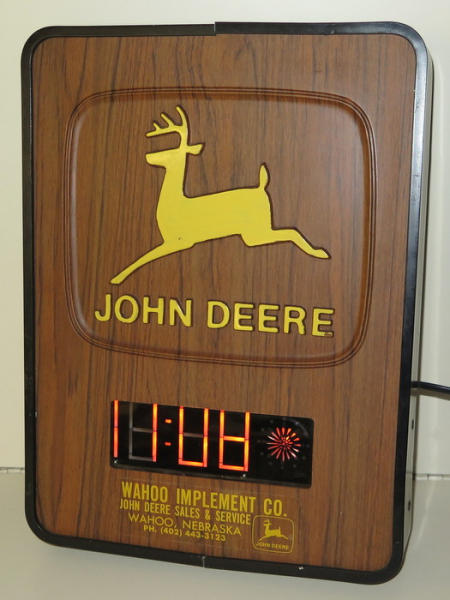 JOHN DEERE
11:08
WAHOO IMPLEMENT CO.
JOHN DEERE SALES & SERVICE
WAHOO, NEBRASKA
PH. (402) 443-3123
JOHN DEERE